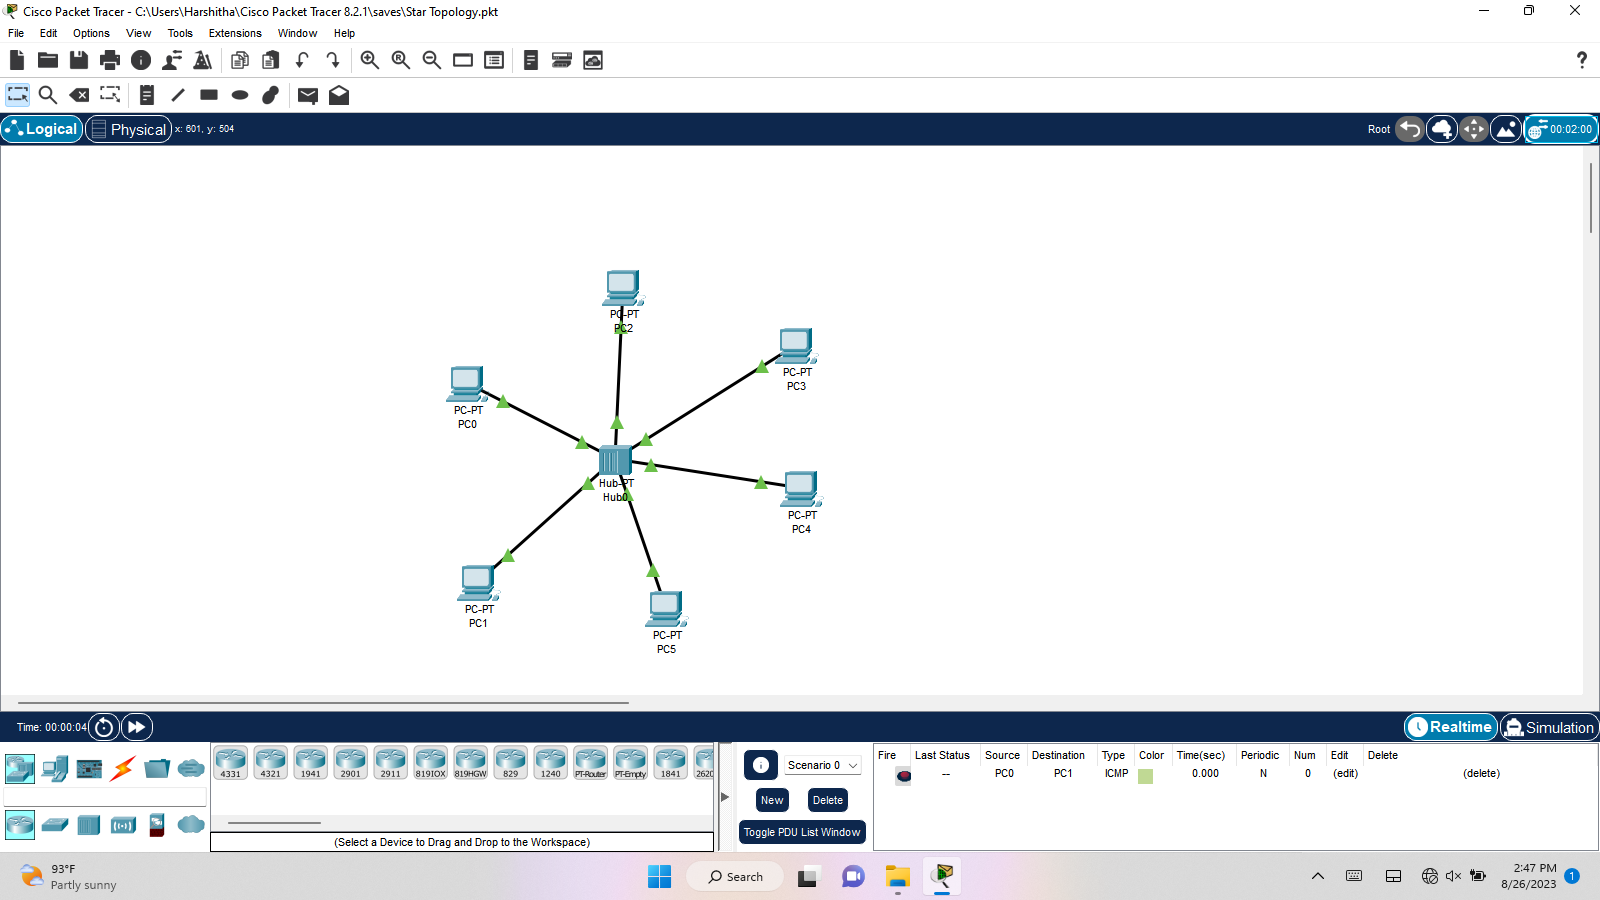 Cisco Packet Tracer - C:\Users\Harshitha\Cisco Packet Tracer 8.2.1\saves\Star Topology.pkt
File Edit Options View Tools Extensions Window Help
Logical Physical x: 601, y: 504 Root 00:02:00
PC-PT
PC2
PC-PT
PC3
PC-PT
PC0
Hub-PT
Hub0
PC-PT
PC4
PC-PT
PC1
PC-PT
PC5
Time: 00:00:04 Realtime Simulation
4331 4321 1941 2901 2911 819IOX 819HGW 829 1240 PT-Router PT-Empty 1841 2620
(Select a Device to Drag and Drop to the Workspace)
Scenario 0
New Delete
Toggle PDU List Window
Fire Last Status Source Destination Type Color Time(sec) Periodic Num Edit Delete
-- PC0 PC1 ICMP 0.000 N 0 (edit) (delete)
93°F
Partly sunny
Search
2:47 PM
8/26/2023
1